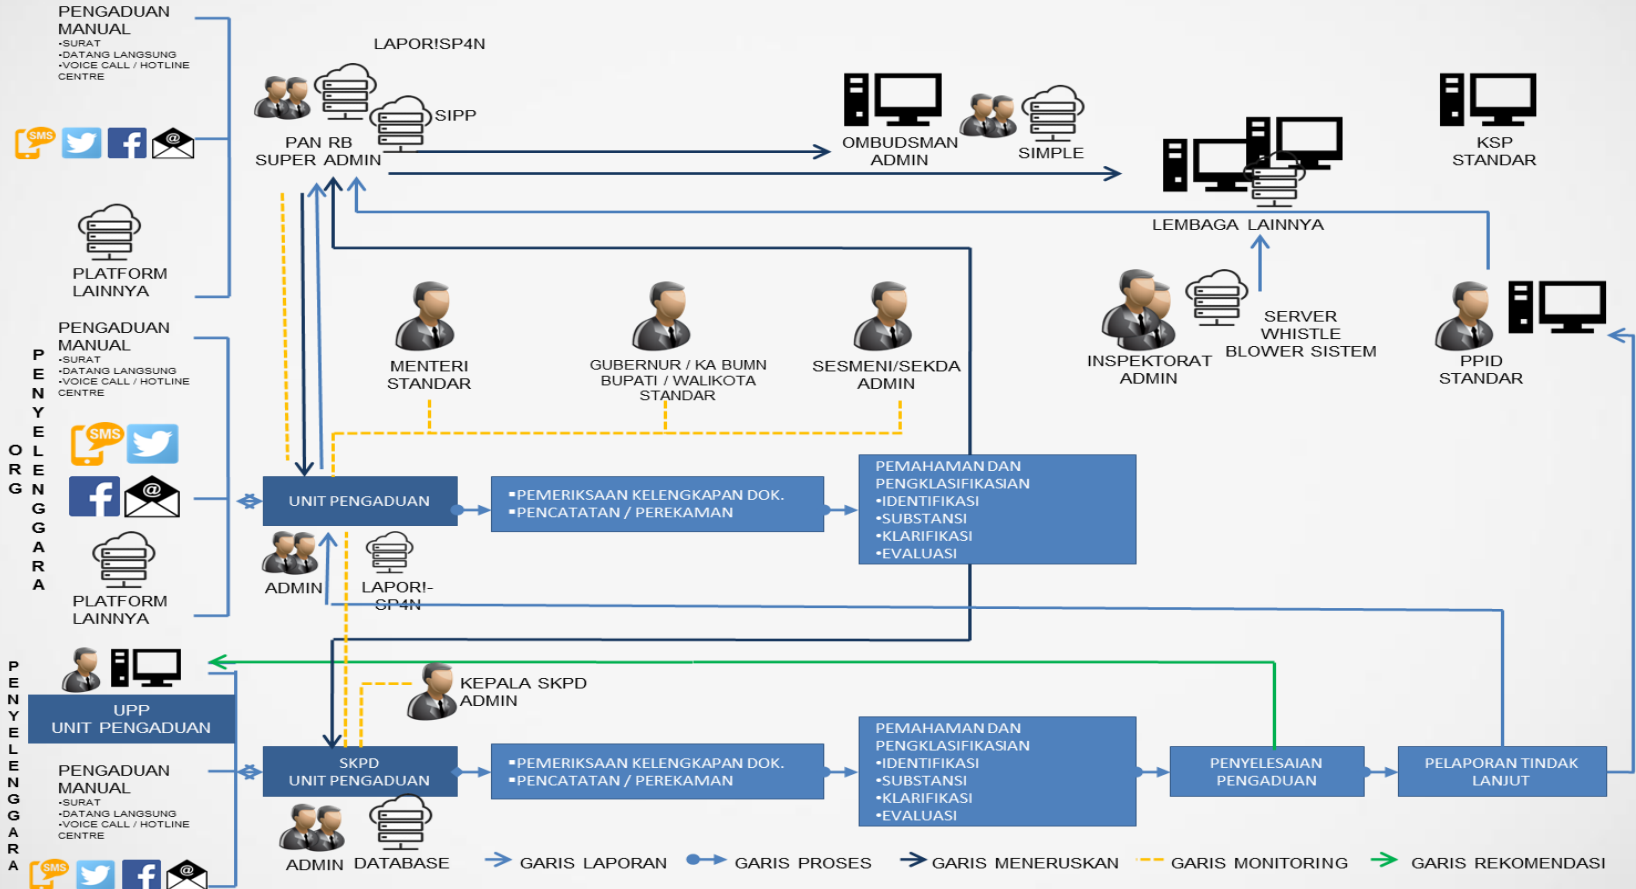 PENGADUAN
MANUAL
•SURAT
•DATANG LANGSUNG
•VOICE CALL / HOTLINE
CENTRE
SMS
@
PLATFORM
LAINNYA
LAPOR!SP4N
SIPP
PAN RB
SUPER ADMIN
OMBUDSMAN
ADMIN
SIMPLE
LEMBAGA LAINNYA
KSP
STANDAR
ORG
PENYELENGGARA
PENGADUAN
MANUAL
•SURAT
•DATANG LANGSUNG
•VOICE CALL / HOTLINE
CENTRE
SMS
@
PLATFORM
LAINNYA
MENTERI
STANDAR
GUBERNUR / KA BUMN
BUPATI / WALIKOTA
STANDAR
SESMENI/SEKDA
ADMIN
INSPEKTORAT
ADMIN
SERVER
WHISTLE
BLOWER SISTEM
PPID
STANDAR
UNIT PENGADUAN
▪PEMERIKSAAN KELENGKAPAN DOK.
▪PENCATATAN / PEREKAMAN
PEMAHAMAN DAN
PENGKLASIFIKASIAN
•IDENTIFIKASI
•SUBSTANSI
•KLARIFIKASI
•EVALUASI
ADMIN
LAPOR!-
SP4N
PENYELENGGARA
UPP
UNIT PENGADUAN
KEPALA SKPD
ADMIN
PENGADUAN
MANUAL
•SURAT
•DATANG LANGSUNG
•VOICE CALL / HOTLINE
CENTRE
SMS
@
SKPD
UNIT PENGADUAN
▪PEMERIKSAAN KELENGKAPAN DOK.
▪PENCATATAN / PEREKAMAN
PEMAHAMAN DAN
PENGKLASIFIKASIAN
•IDENTIFIKASI
•SUBSTANSI
•KLARIFIKASI
•EVALUASI
PENYELESAIAN
PENGADUAN
PELAPORAN TINDAK
LANJUT
ADMIN
DATABASE
GARIS LAPORAN
GARIS PROSES
GARIS MENERUSKAN
GARIS MONITORING
GARIS REKOMENDASI